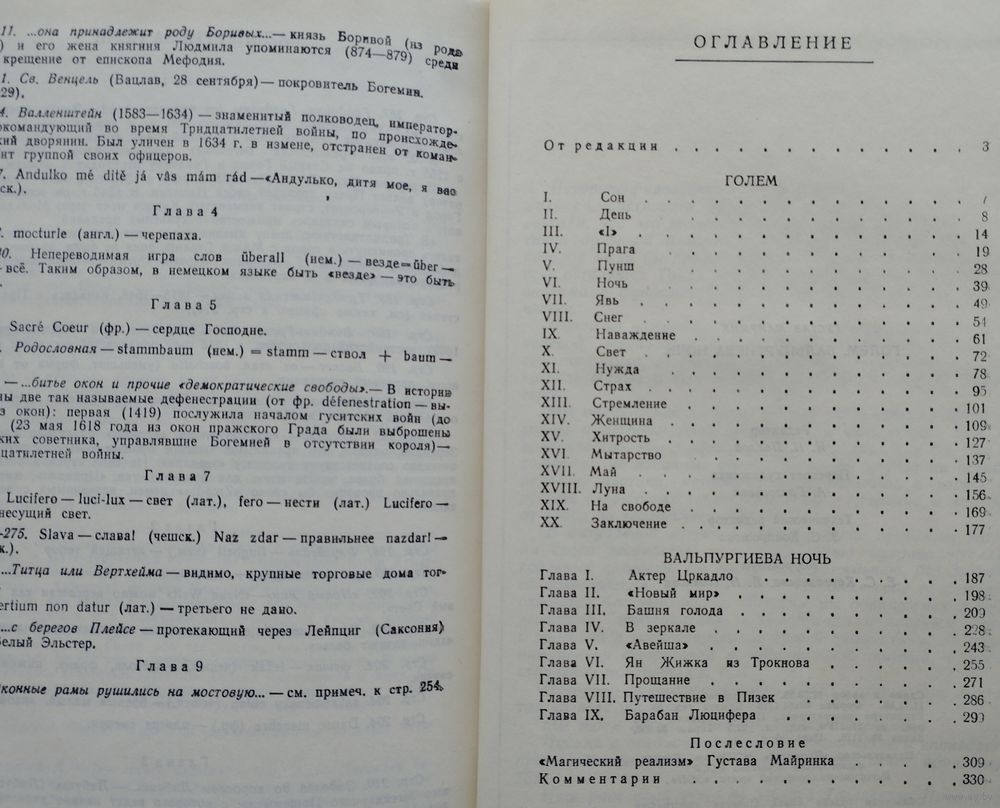 11. ...она принадлежит роду Боривых...— князь Боривой (из рода
) и его жена княгиня Людмила упоминаются (874—879) среди
крещение от епископа Мефодия.
1. Св. Венцель (Вацлав, 28 сентября) — покровитель Богемии.
29).
4. Валленштейн (1583—1634) — знаменитый полководец, император-
окомандующий во время Тридцатилетней войны, по происхожде-
кий дворянин. Был уличен в 1634 г. в измене, отстранен от коман-
ит группой своих офицеров.
7. Andulko mé dítě já vás mám rád — «Андулько, дитя мое, я вас
ск.).
Глава 4
. mocturle (англ.) — черепаха.
0. Непереводимая игра слов überall (нем.) — везде = über —
- всё. Таким образом, в немецком языке быть «везде» — это быть
Глава 5
Sacré Coeur (фр.) — сердце Господне.
. Родословная — stammbaum (нем.) = stamm — ствол + baum —
— ...битье окон и прочие «демократические свободы».— В истории
ны две так называемые дефенестрации (от фр. défenestration — вы-
з окон): первая (1419) послужила началом гуситских войн (до
(23 мая 1618 года из окон пражского Града были выброшены
ких советника, управлявшие Богемией в отсутствии короля) —
цатилетней войны.
Глава 7
Lucifero — luci-lux — свет (лат.), fero — нести (лат.) Lucifero —
несущий свет.
-275. Slava — слава! (чешск.) Naz zdar — правильнее nazdar! —
к.).
...Титца или Вертхейма — видимо, крупные торговые дома тог-
ertium non datur (лат.) — третьего не дано.
...с берегов Плейсе — протекающий через Лейпциг (Саксония)
Белый Эльстер.
Глава 9
конные рамы рушились на мостовую... — см. примеч. к стр. 254.
ОГЛАВЛЕНИЕ
От редакции . . . 3
ГОЛЕМ
I. Сон . . . 7
II. День . . . 8
III. «I» . . . 14
IV. Прага . . . 19
V. Пунш . . . 28
VI. Ночь . . . 39
VII. Явь . . . 49
VIII. Снег . . . 54
IX. Наваждение . . . 61
X. Свет . . . 72
XI. Нужда . . . 78
XII. Страх . . . 95
XIII. Стремление . . . 101
XIV. Женщина . . . 109
XV. Хитрость . . . 127
XVI. Мытарство . . . 137
XVII. Май . . . 145
XVIII. Луна . . . 156
XIX. На свободе . . . 169
XX. Заключение . . . 177
ВАЛЬПУРГИЕВА НОЧЬ
Глава I. Актер Цркадло . . . 187
Глава II. «Новый мир» . . . 198
Глава III. Башня голода . . . 209
Глава IV. В зеркале . . . 228
Глава V. «Авейша» . . . 243
Глава VI. Ян Жижка из Трокнова . . . 255
Глава VII. Прощание . . . 271
Глава VIII. Путешествие в Пизек . . . 286
Глава IX. Барабан Люцифера . . . 299
Послесловие
«Магический реализм» Густава Майринка . . . 309
Комментарии . . . 330